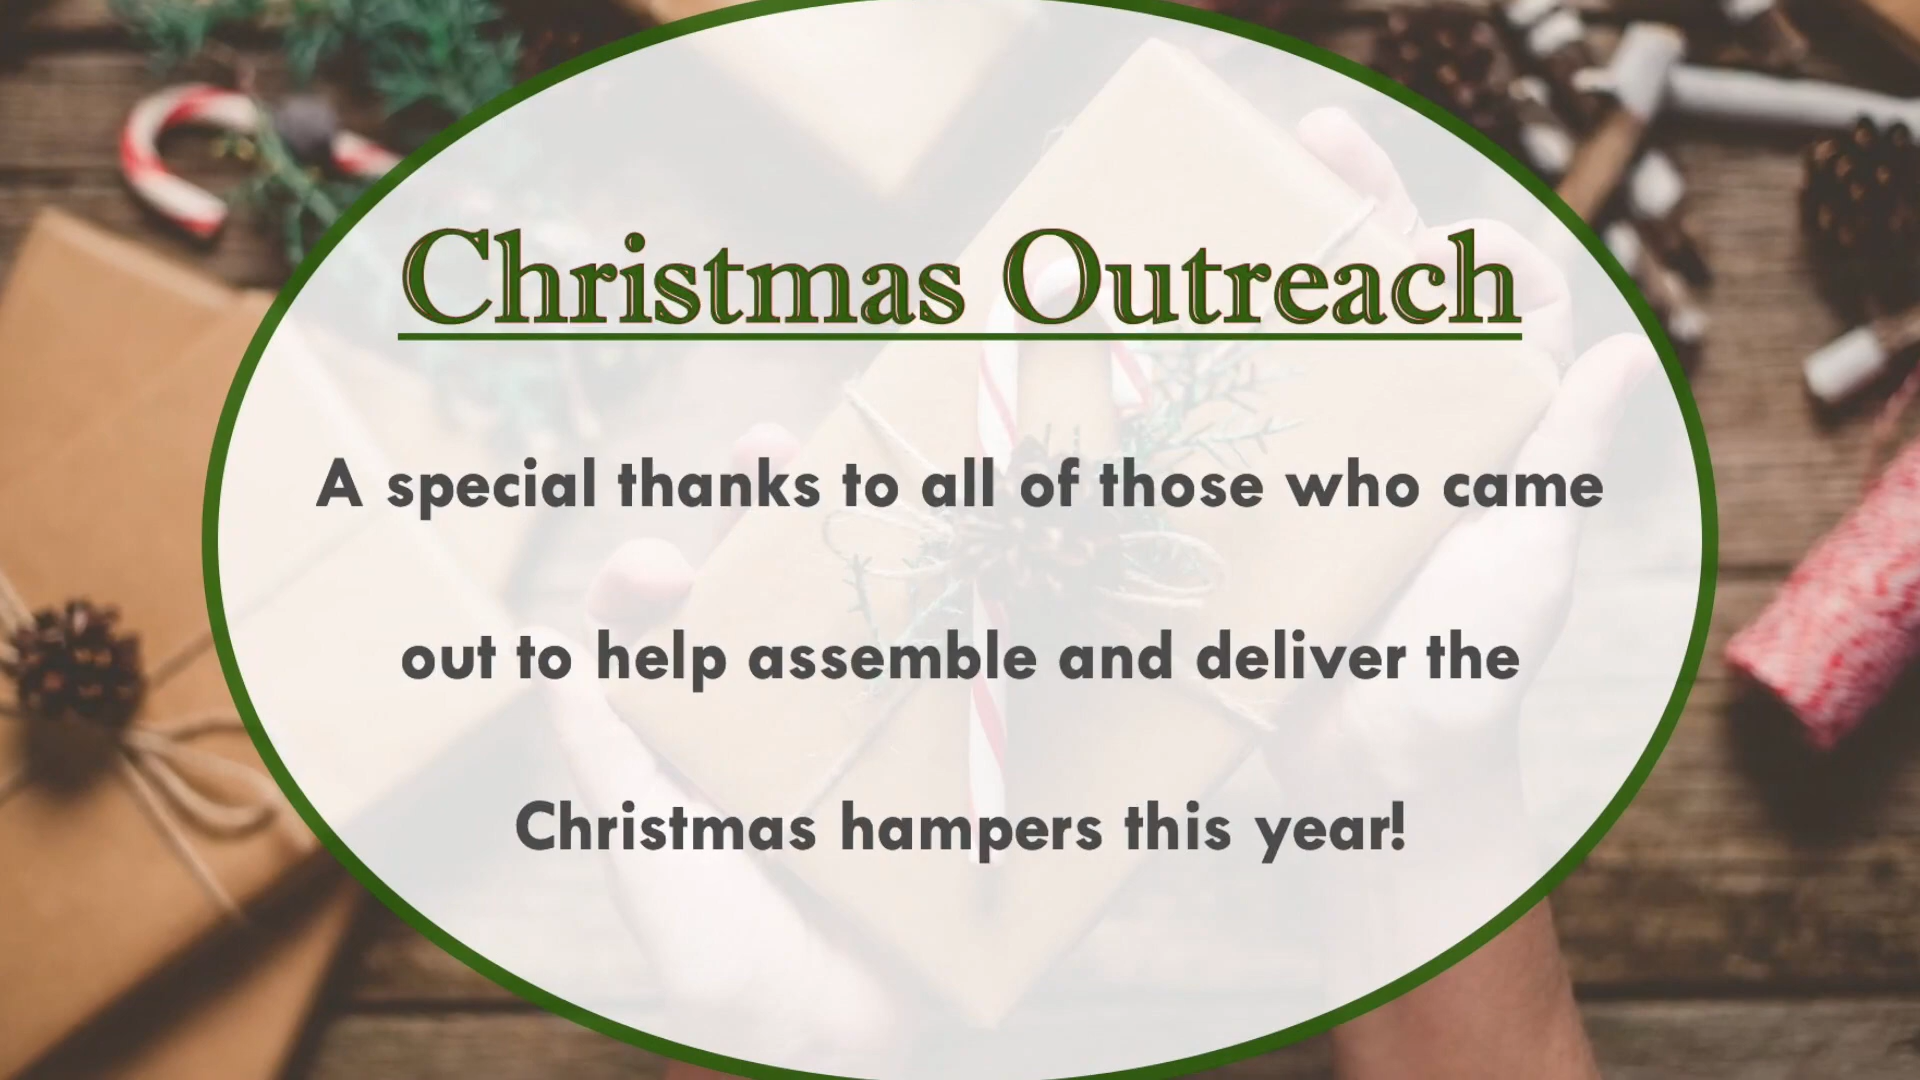 Christmas Outreach
A special thanks to all of those who came
out to help assemble and deliver the
Christmas hampers this year!